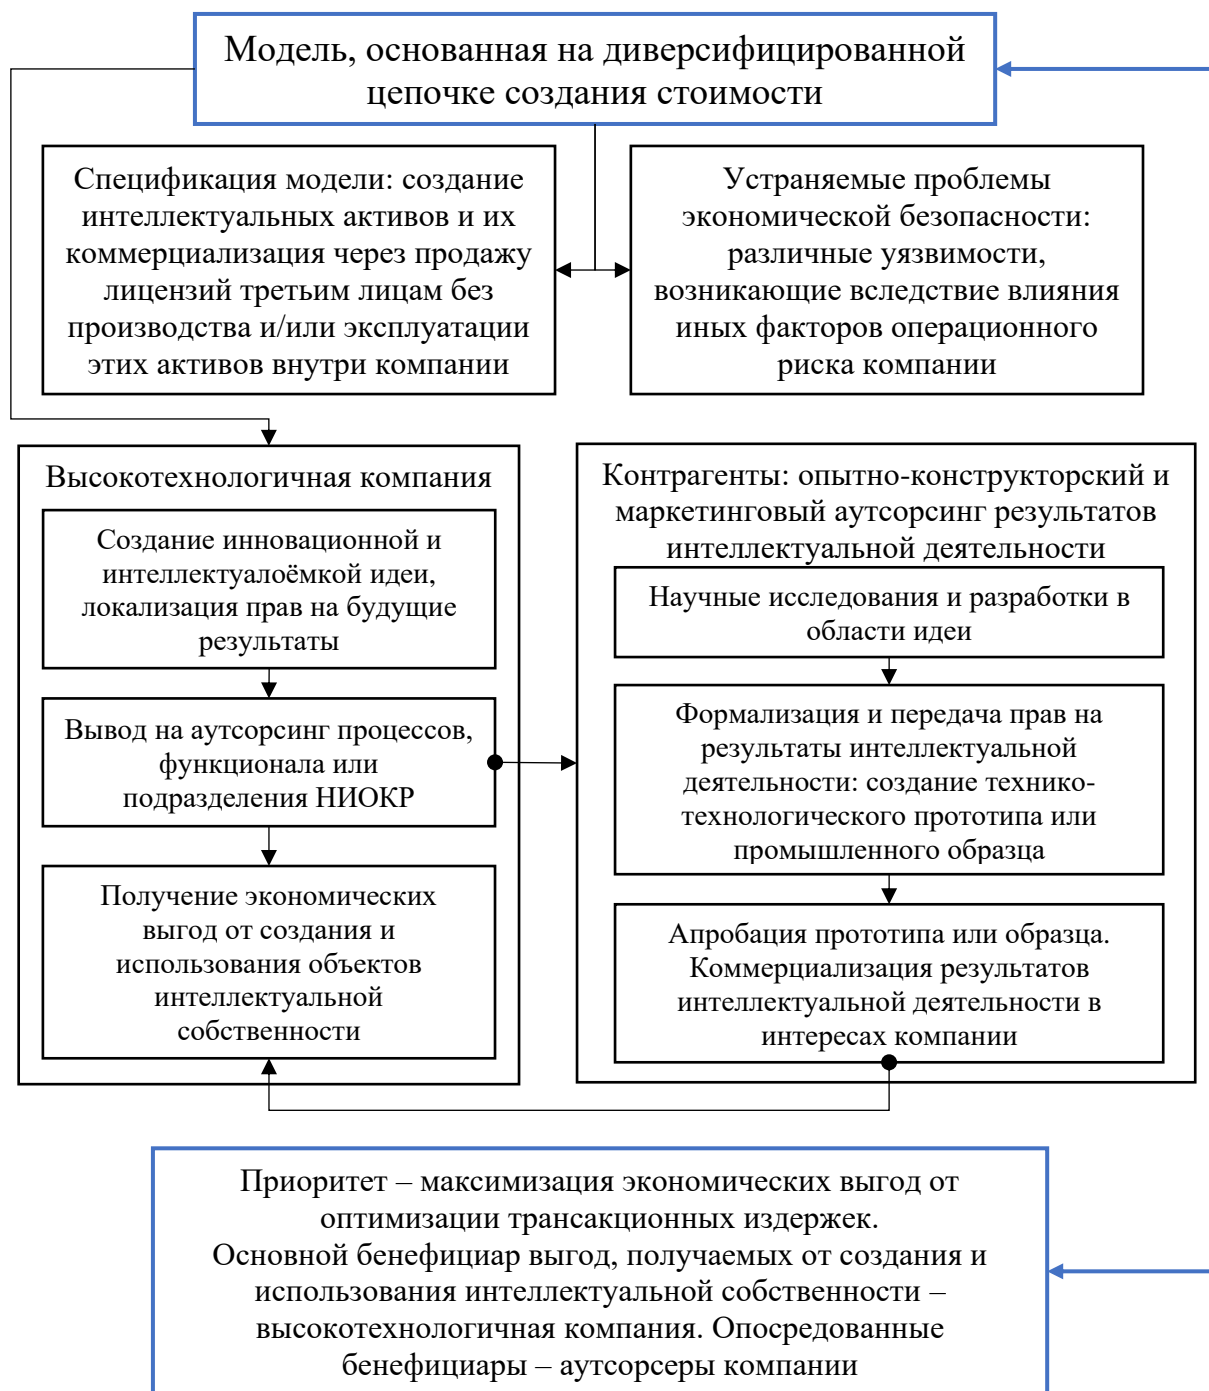 Модель, основанная на диверсифицированной
цепочке создания стоимости
Спецификация модели: создание
интеллектуальных активов и их
коммерциализация через продажу
лицензий третьим лицам без
производства и/или эксплуатации
этих активов внутри компании
Устраняемые проблемы
экономической безопасности:
различные уязвимости,
возникающие вследствие влияния
иных факторов операционного
риска компании
Высокотехнологичная компания
Создание инновационной и
интеллектуалоёмкой идеи,
локализация прав на будущие
результаты
Вывод на аутсорсинг процессов,
функционала или
подразделения НИОКР
Получение экономических
выгод от создания и
использования объектов
интеллектуальной
собственности
Контрагенты: опытно-конструкторский и
маркетинговый аутсорсинг результатов
интеллектуальной деятельности
Научные исследования и разработки в
области идеи
Формализация и передача прав на
результаты интеллектуальной
деятельности: создание технико-
технологического прототипа или
промышленного образца
Апробация прототипа или образца.
Коммерциализация результатов
интеллектуальной деятельности в
интересах компании
Приоритет – максимизация экономических выгод от
оптимизации трансакционных издержек.
Основной бенефициар выгод, получаемых от создания и
использования интеллектуальной собственности –
высокотехнологичная компания. Опосредованные
бенефициары – аутсорсеры компании